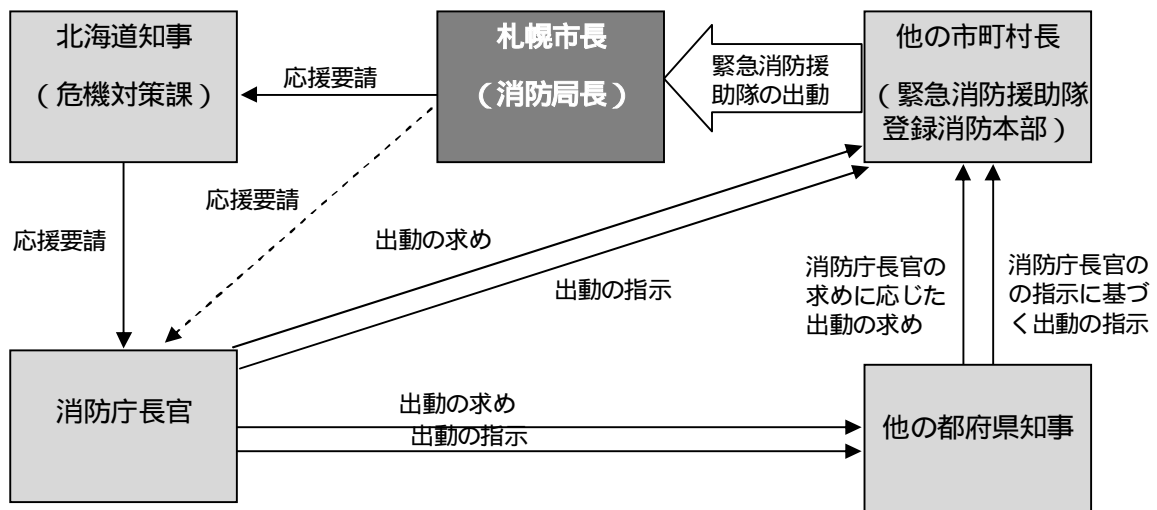 北海道知事
（危機対策課）
応援要請
札幌市長
（消防局長）
緊急消防援
助隊の出動
他の市町村長
（緊急消防援助隊
登録消防本部）
応援要請
応援要請
出動の求め
出動の指示
消防庁長官の
求めに応じた
出動の求め
消防庁長官の
の指示に基づ
く出動の指示
消防庁長官
出動の求め
出動の指示
他の都府県知事